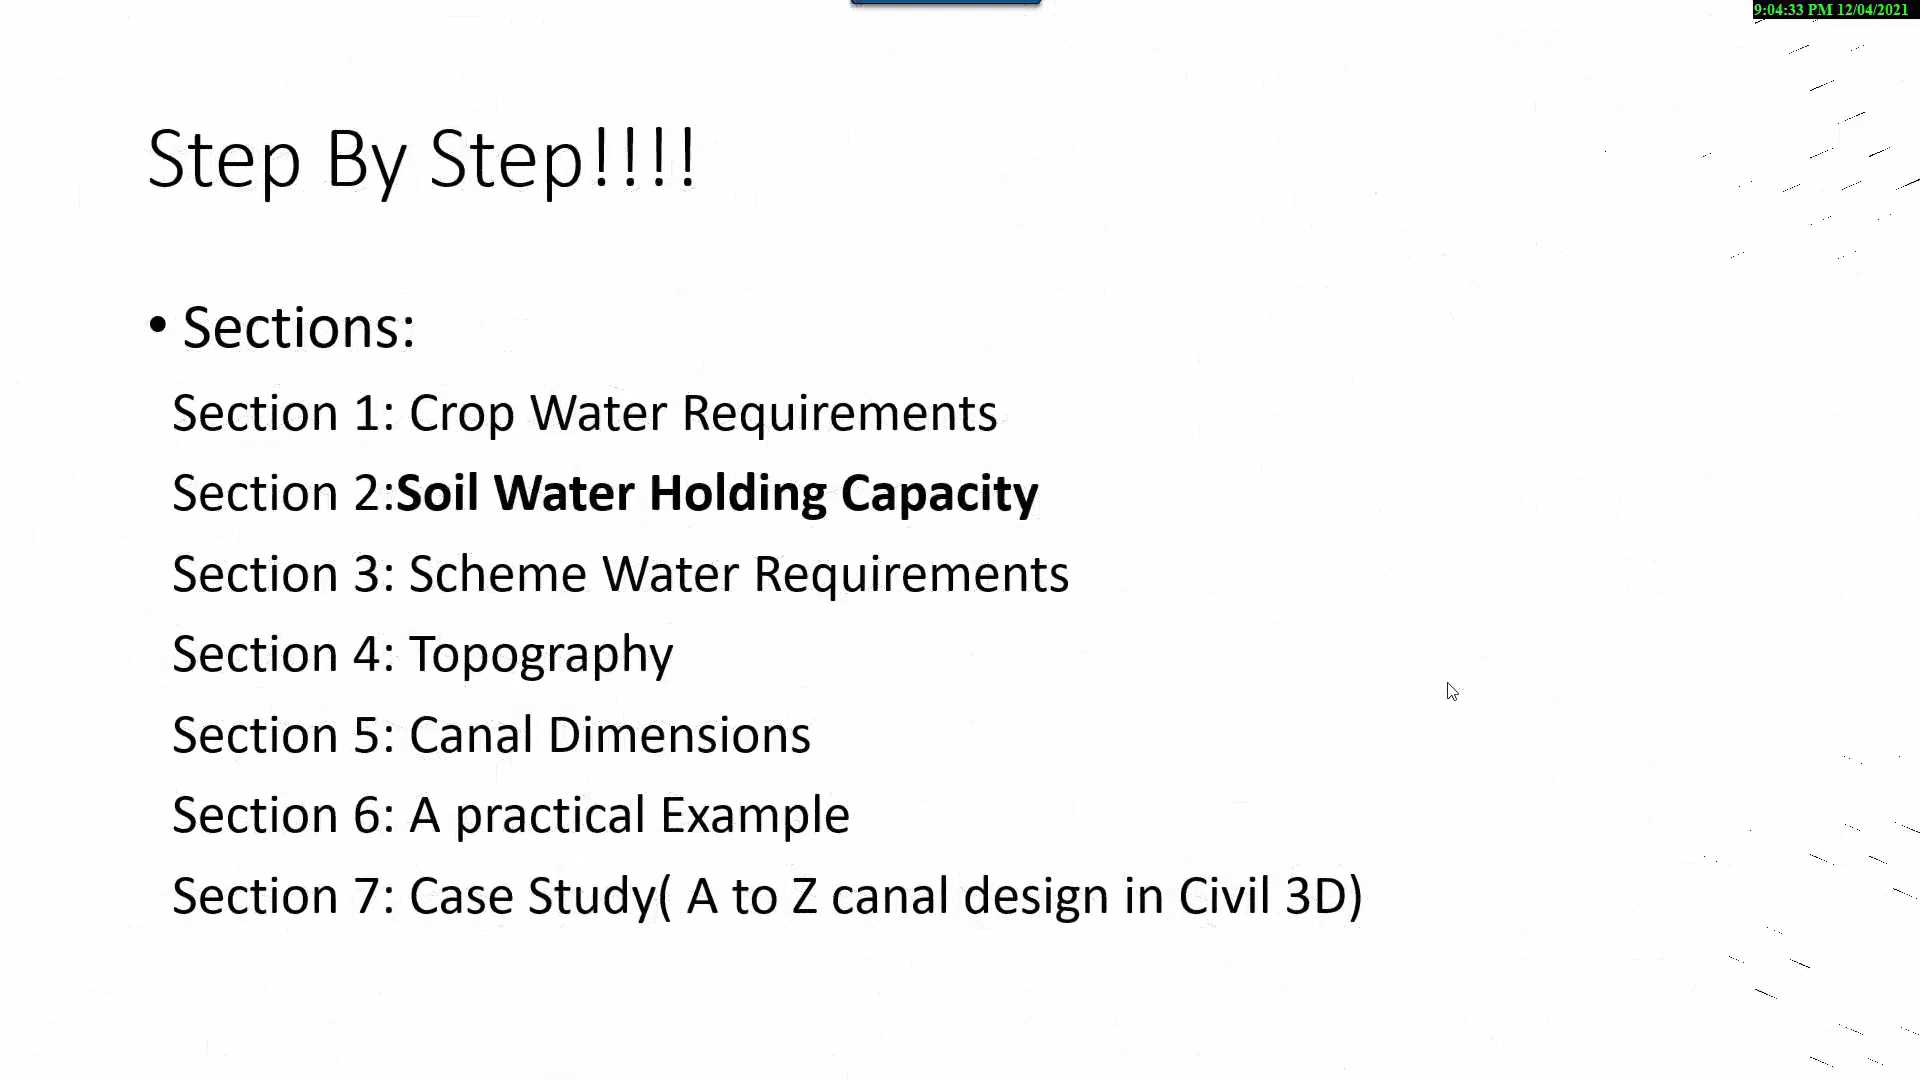 9:04:33 PM 12/04/2021
Step By Step!!!!
• Sections:
Section 1: Crop Water Requirements
Section 2:Soil Water Holding Capacity
Section 3: Scheme Water Requirements
Section 4: Topography
Section 5: Canal Dimensions
Section 6: A practical Example
Section 7: Case Study( A to Z canal design in Civil 3D)